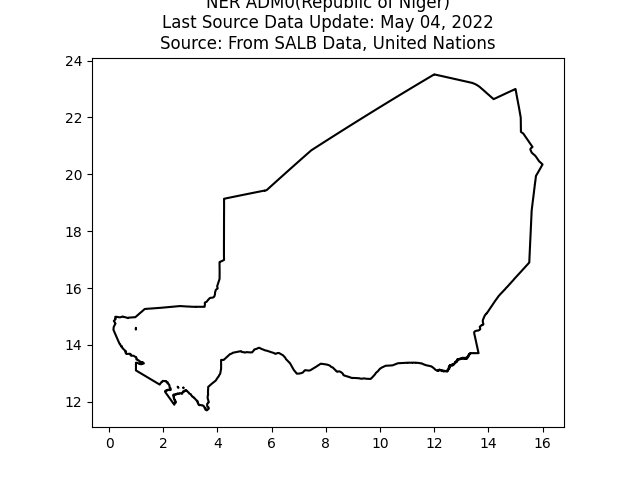 NER ADM0(Republic of Niger)
Last Source Data Update: May 04, 2022
Source: From SALB Data, United Nations
24
22
20
18
16
14
12
0 2 4 6 8 10 12 14 16